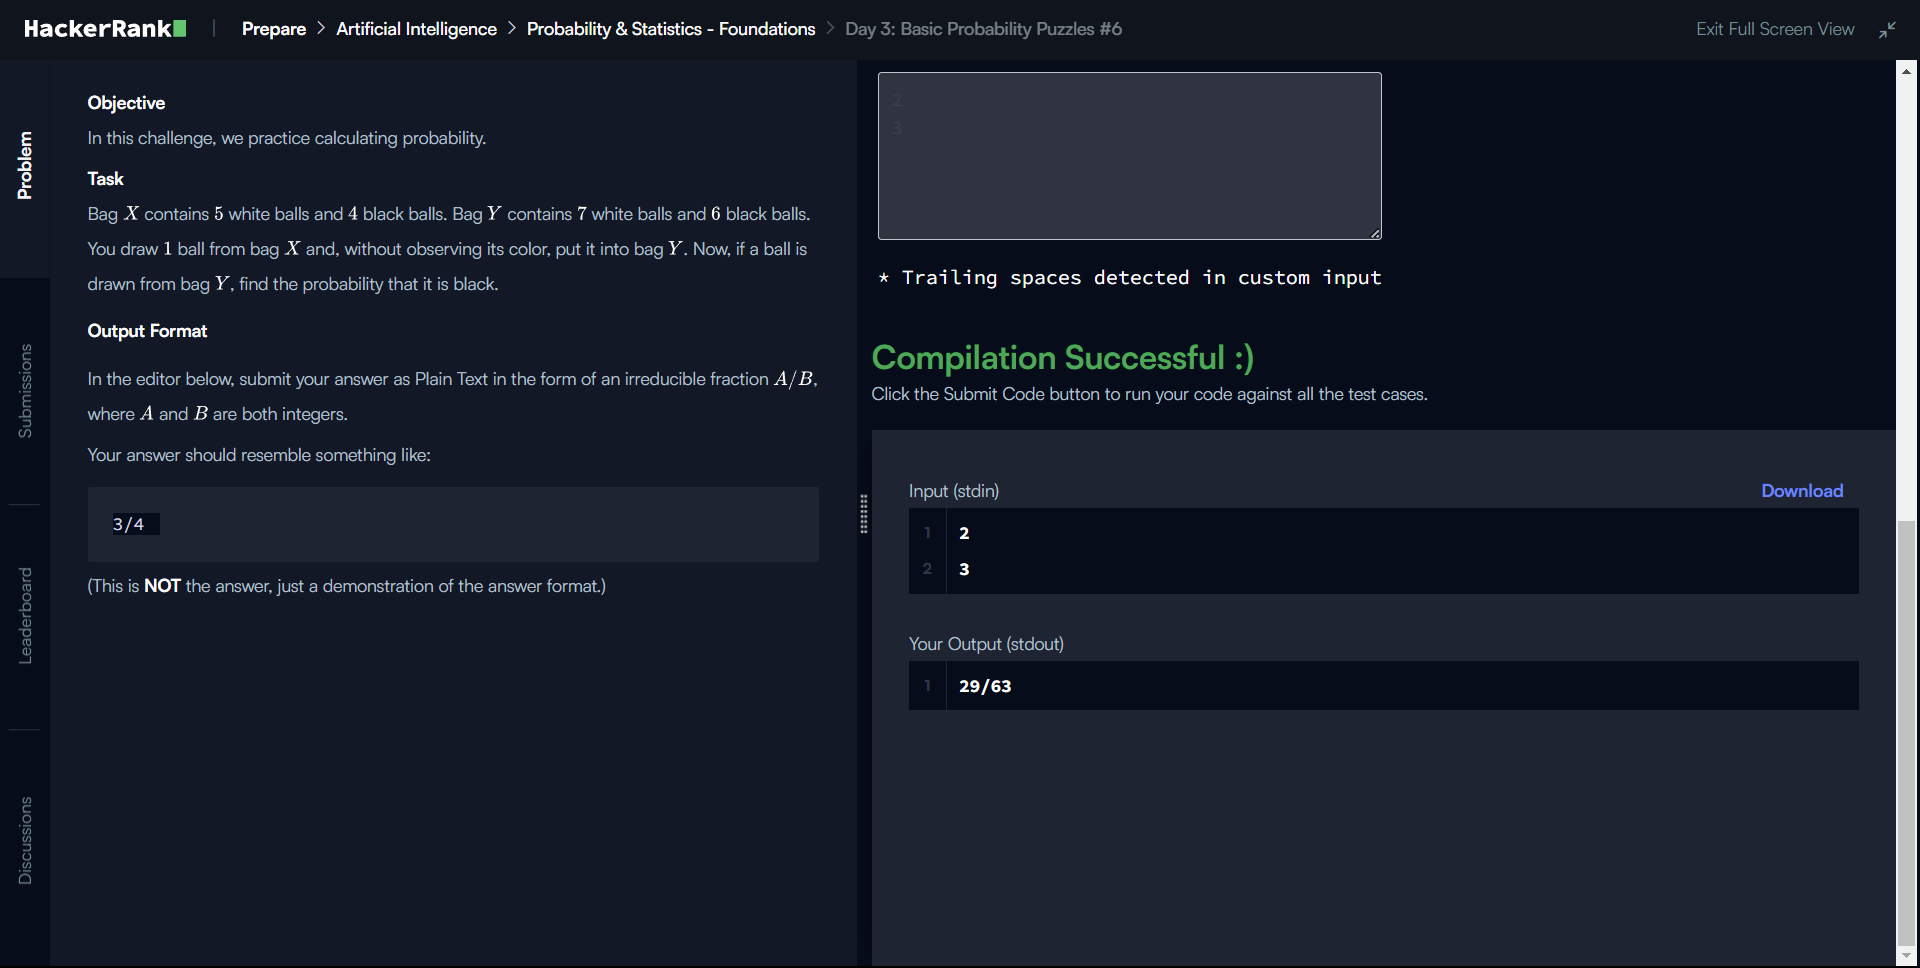 HackerRank | Prepare > Artificial Intelligence > Probability & Statistics - Foundations > Day 3: Basic Probability Puzzles #6
Exit Full Screen View
Problem
Submissions
Leaderboard
Discussions
Objective
In this challenge, we practice calculating probability.
Task
Bag X contains 5 white balls and 4 black balls. Bag Y contains 7 white balls and 6 black balls.
You draw 1 ball from bag X and, without observing its color, put it into bag Y. Now, if a ball is
drawn from bag Y, find the probability that it is black.
Output Format
In the editor below, submit your answer as Plain Text in the form of an irreducible fraction A/B,
where A and B are both integers.
Your answer should resemble something like:
3/4
(This is NOT the answer, just a demonstration of the answer format.)
2
3
* Trailing spaces detected in custom input
Compilation Successful :)
Click the Submit Code button to run your code against all the test cases.
Input (stdin)
Download
1 2
2 3
Your Output (stdout)
1 29/63